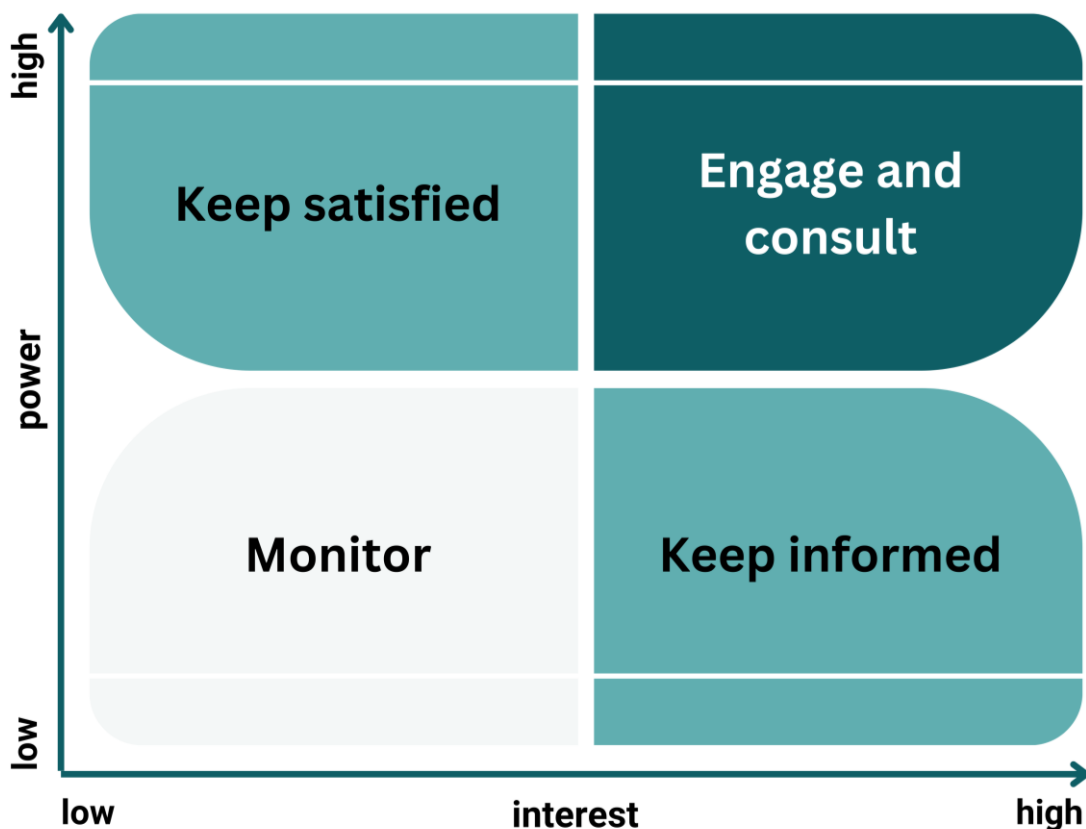 high
Keep satisfied
Engage and
consult
power
Monitor
Keep informed
low
low
interest
high